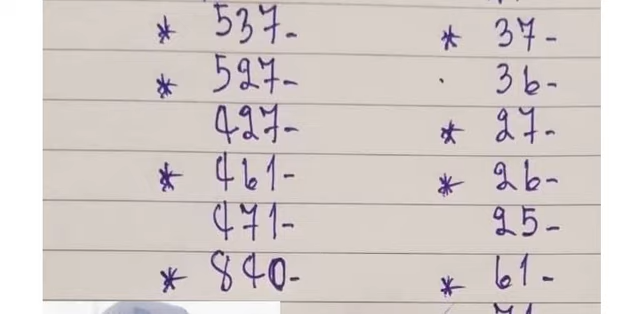 * 537- * 37-
* 527- · 36-
427- * 27-
* 461- * 26-
471- 25-
* 840- * 61-